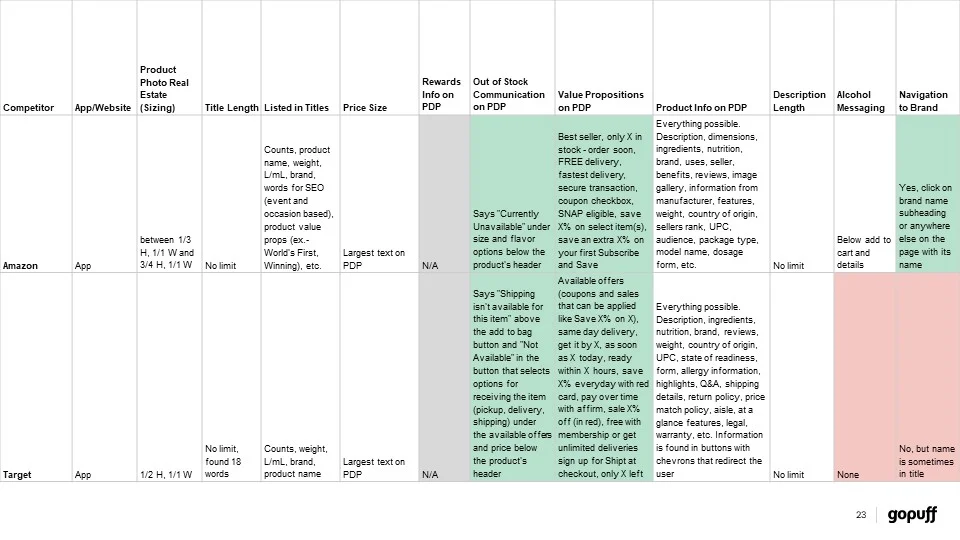 Competitor
App/Website
Product
Photo Real
Estate
(Sizing)
Title Length
Listed in Titles
Price Size
Rewards
Info on
PDP
Out of Stock
Communication
on PDP
Value Propositions
on PDP
Product Info on PDP
Description
Length
Alcohol
Messaging
Navigation
to Brand
Amazon
App
between 1/3
H, 1/1 W and
3/4 H, 1/1 W
No limit
Counts, product
name, weight,
L/mL, brand,
words for SEO
(event and
occasion based),
product value
props (ex.-
World's First,
Winning), etc.
Largest text on
PDP
N/A
Says "Currently
Unavailable" under
size and flavor
options below the
product's header
Best seller, only X in
stock - order soon,
FREE delivery,
fastest delivery,
secure transaction,
coupon checkbox,
SNAP eligible, save
X% on select item(s),
save an extra X% on
your first Subscribe
and Save
Everything possible.
Description, dimensions,
ingredients, nutrition,
brand, uses, seller,
benefits, reviews, image
gallery, information from
manufacturer, features,
weight, country of origin,
sellers rank, UPC,
audience, package type,
model name, dosage
form, etc.
No limit
Below add to
cart and
details
Yes, click on
brand name
subheading
or anywhere
else on the
page with its
name
Target
App
1/2 H, 1/1 W
No limit,
found 18
words
Counts, weight,
L/mL, brand,
product name
Largest text on
PDP
N/A
Says "Shipping
isn't available for
this item" above
the add to bag
button and "Not
Available" in the
button that selects
options for
receiving the item
(pickup, delivery,
shipping) under
the available offers
and price below
the product's
header
Available offers
(coupons and sales
that can be applied
like Save X% on X),
same day delivery,
get it by X, as soon
as X today, ready
within X hours, save
X% everyday with red
card, pay over time
with affirm, sale X%
off (in red), free with
membership or get
unlimited deliveries
sign up for Shipt at
checkout, only X left
Everything possible.
Description, ingredients,
nutrition, brand, reviews,
weight, country of origin,
UPC, state of readiness,
form, allergy information,
highlights, Q&A, shipping
details, return policy, price
match policy, aisle, at a
glance features, legal,
warranty, etc. Information
is found in buttons with
chevrons that redirect the
user
No limit
None
No, but name
is sometimes
in title
23
gopuff